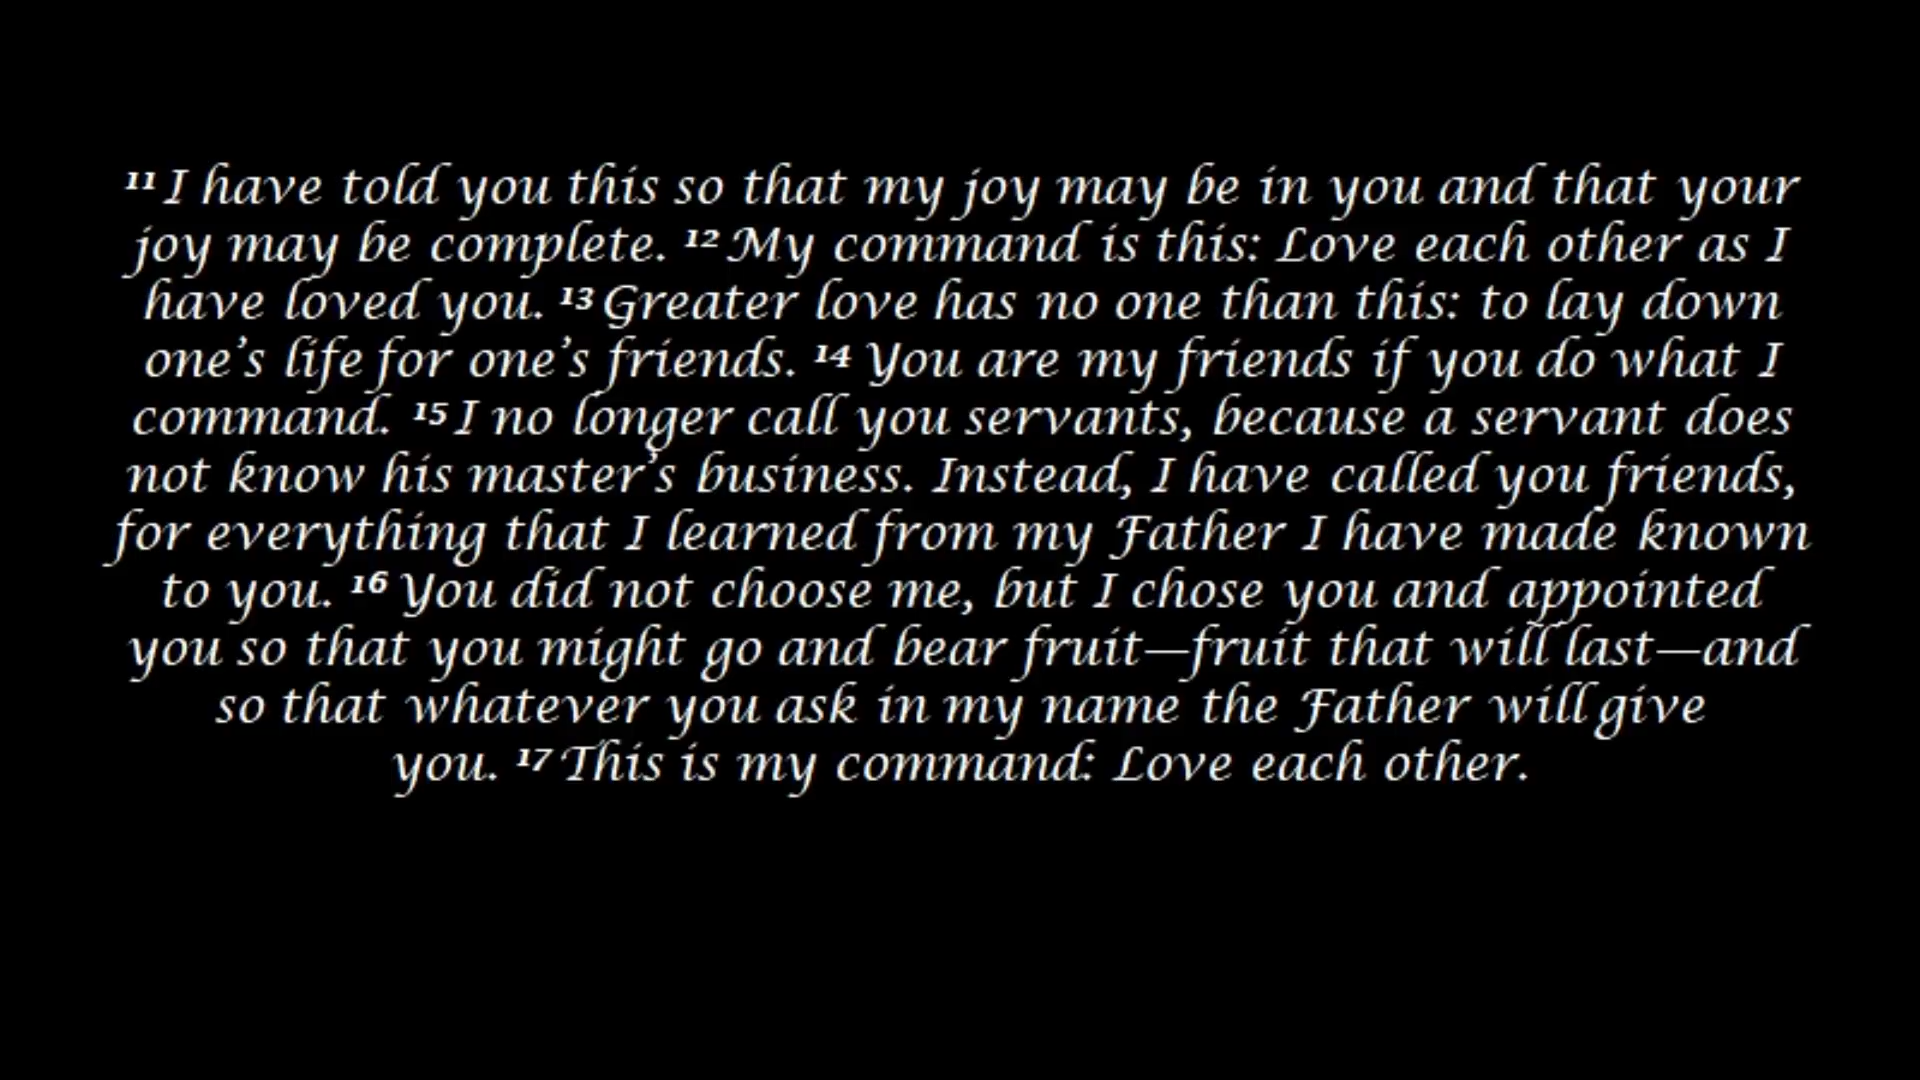 ¹¹ I have told you this so that my joy may be in you and that your
joy may be complete. ¹² My command is this: Love each other as I
have loved you. ¹³ Greater love has no one than this: to lay down
one’s life for one’s friends. ¹⁴ You are my friends if you do what I
command. ¹⁵ I no longer call you servants, because a servant does
not know his master’s business. Instead, I have called you friends,
for everything that I learned from my Father I have made known
to you. ¹⁶ You did not choose me, but I chose you and appointed
you so that you might go and bear fruit—fruit that will last—and
so that whatever you ask in my name the Father will give
you. ¹⁷ This is my command: Love each other.